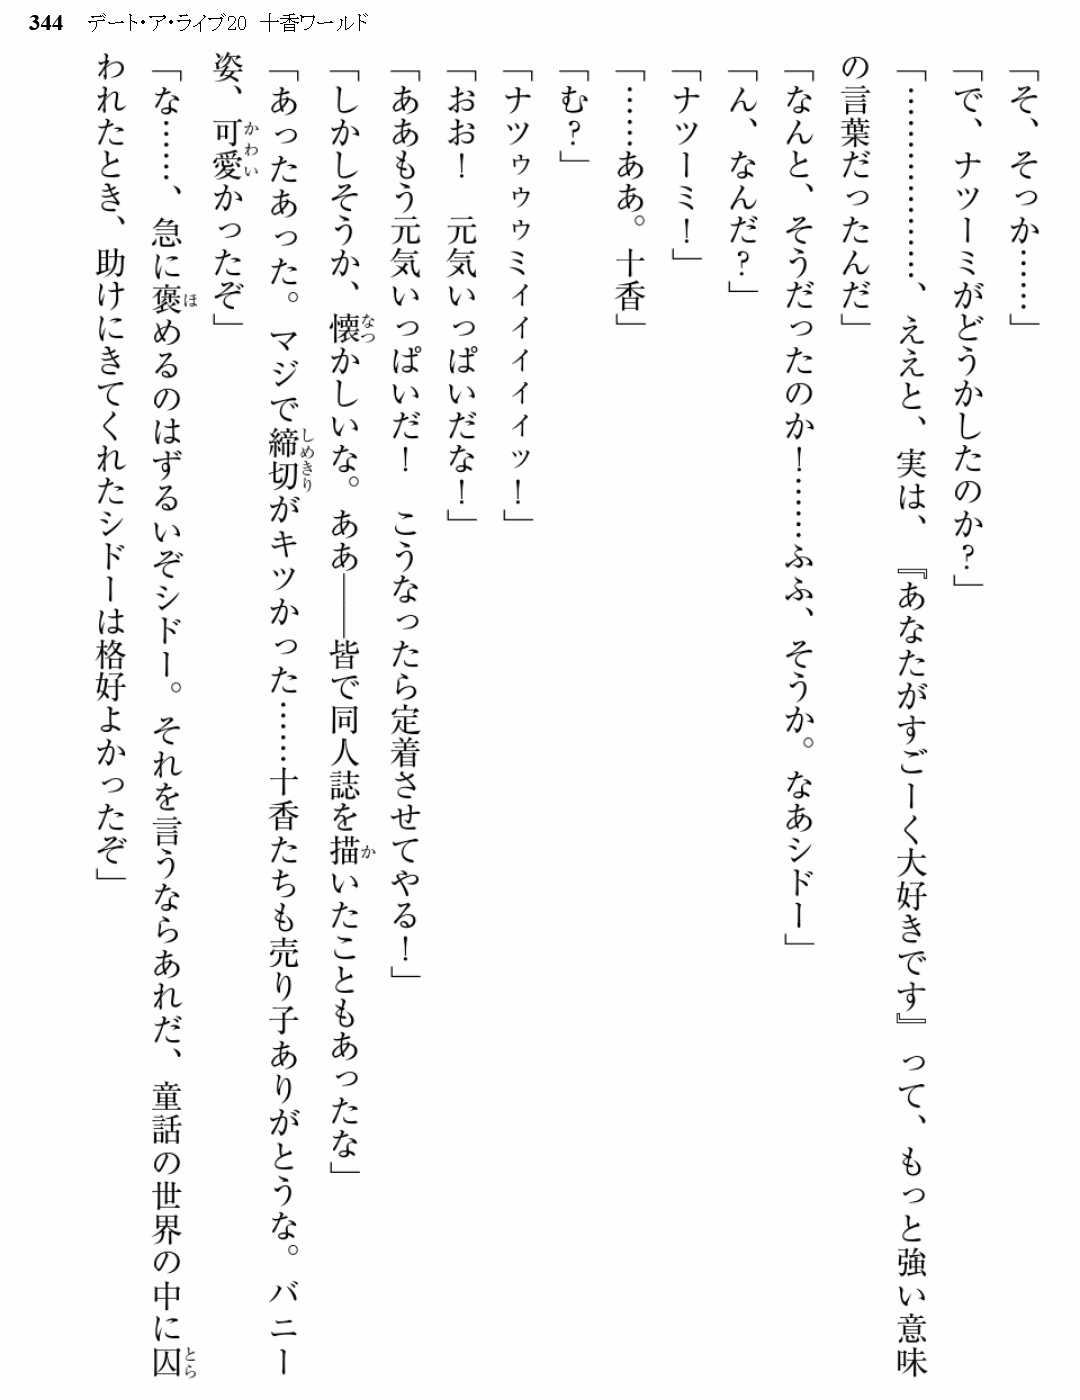 344 デート・ア・ライブ20 十香ワールド
「そ、そっか……」
「で、ナツーミがどうかしたのか？」
「………………、ええと、実は、『あなたがすごーく大好きです』って、もっと強い意味
の言葉だったんだ」
「なんと、そうだったのか！……ふふ、そうか。なあシドー」
「ん、なんだ？」
「ナツーミ！」
「……ああ。十香」
「む？」
「ナツゥゥゥミィィィィィッ！」
「おお！　元気いっぱいだな！」
「ああもう元気いっぱいだ！　こうなったら定着させてやる！」
「しかしそうか、懐かしいな。ああ――皆で同人誌を描いたこともあったな」
「あったあった。マジで締切がキツかった……十香たちも売り子ありがとうな。バニー
姿、可愛かったぞ」
「な……、急に褒めるのはずるいぞシドー。それを言うならあれだ、童話の世界の中に囚
われたとき、助けにきてくれたシドーは格好よかったぞ」